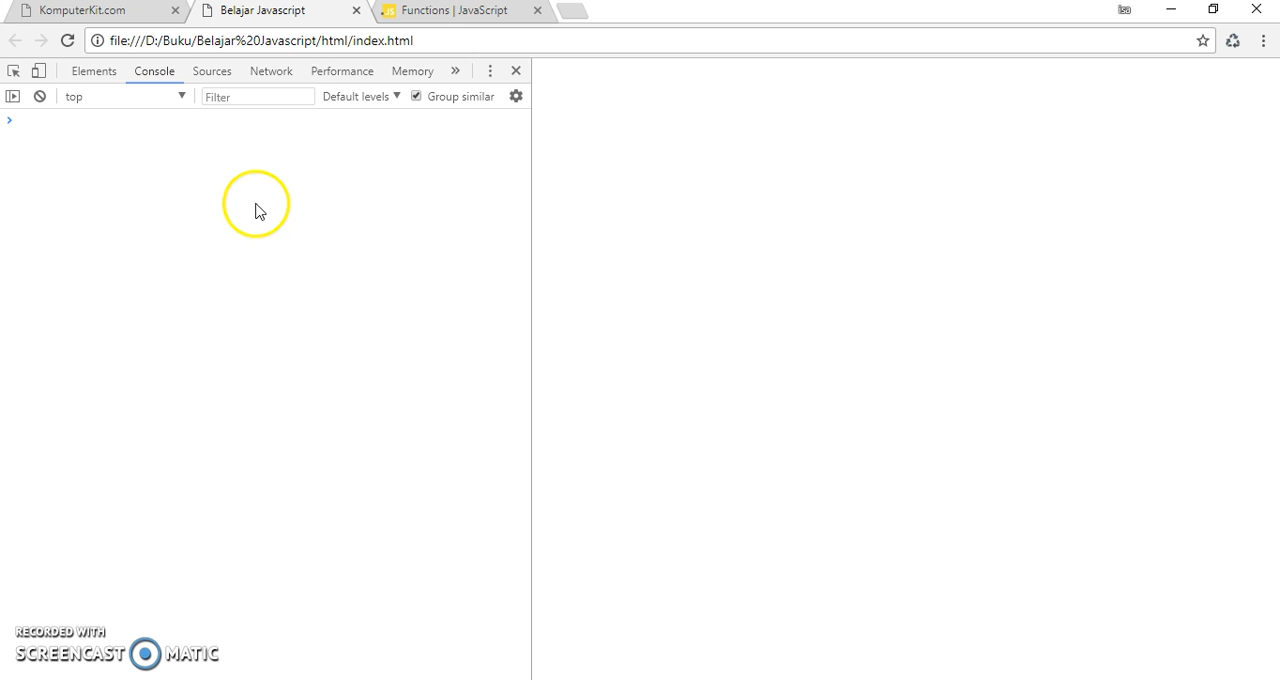 KomputerKit.com
Belajar Javascript
Functions | JavaScript
file:///D:/Buku/Belajar%20Javascript/html/index.html
Elements Console Sources Network Performance Memory
top Filter Default levels Group similar
RECORDED WITH
SCREENCAST MATIC